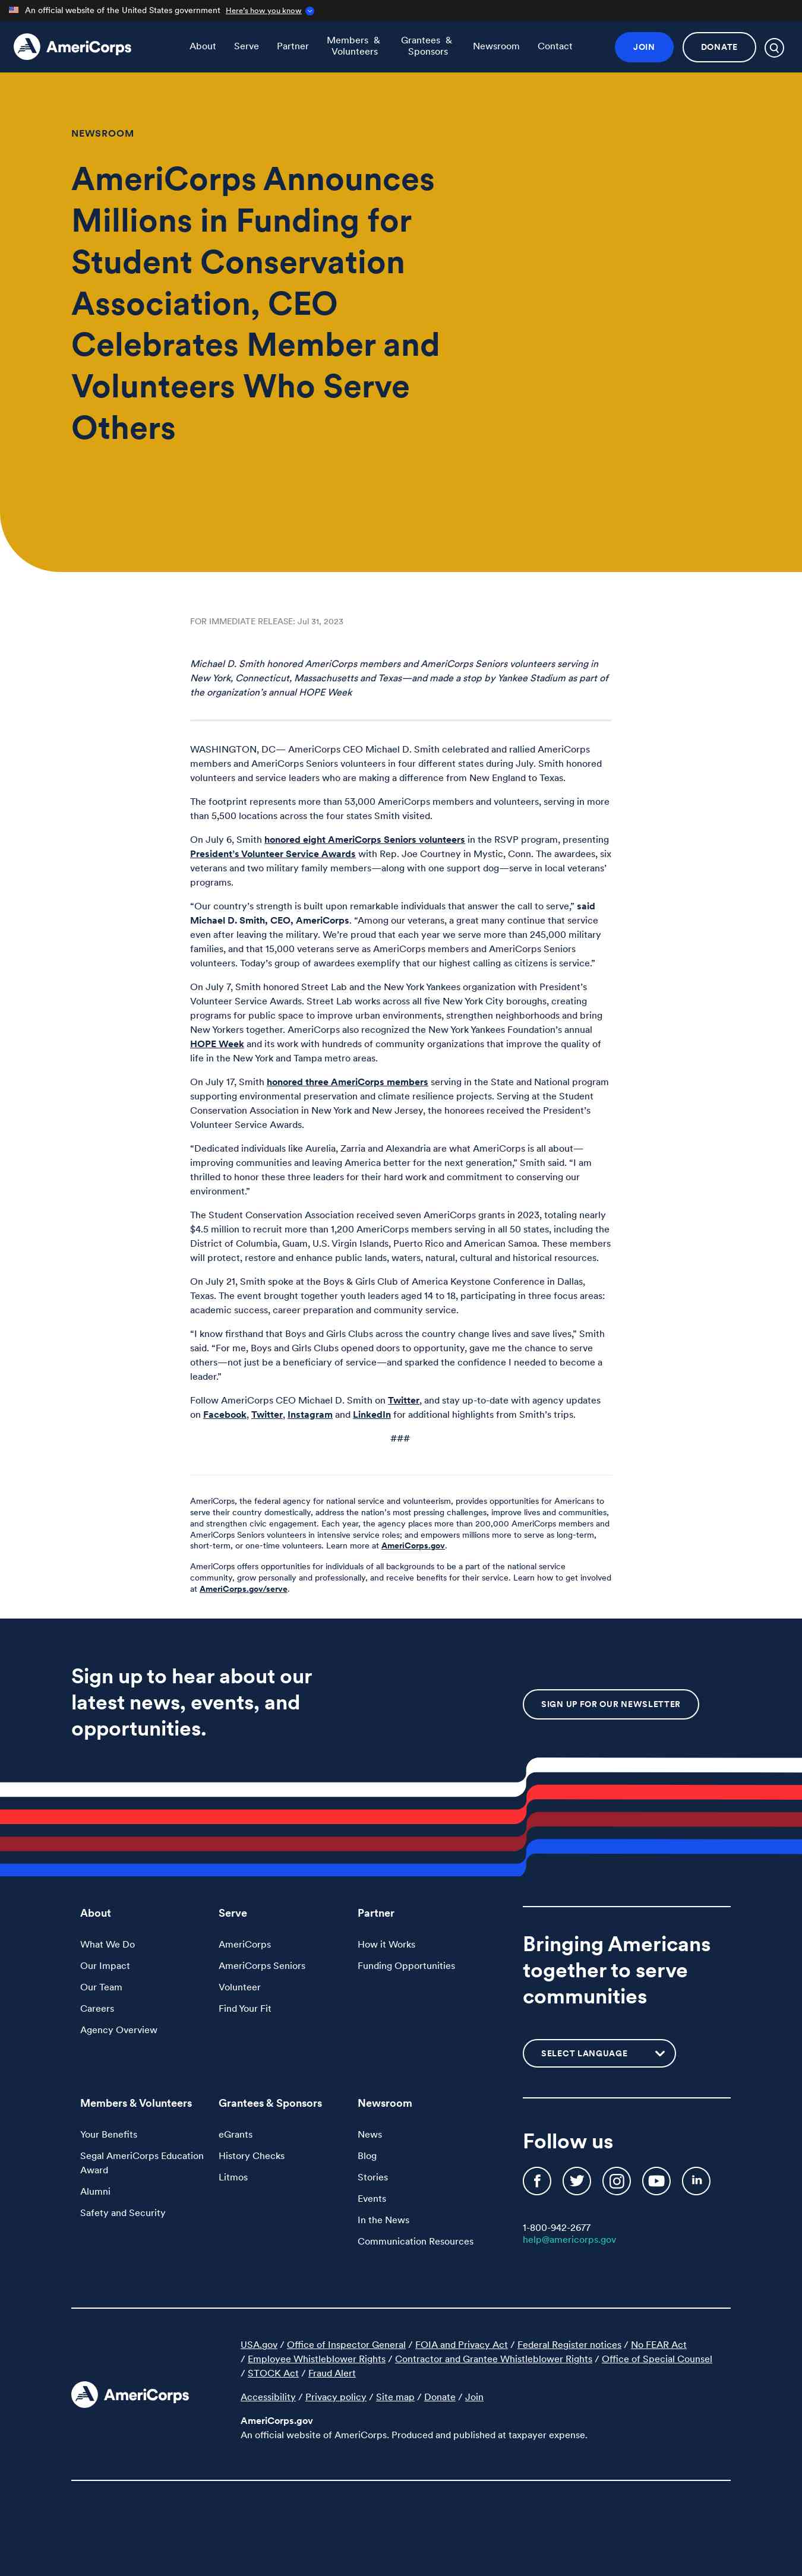 An official website of the United States government Here's how you know
AmeriCorps
About
Serve
Partner
Members &
Volunteers
Grantees &
Sponsors
Newsroom
Contact
JOIN
DONATE
NEWSROOM
AmeriCorps Announces
Millions in Funding for
Student Conservation
Association, CEO
Celebrates Member and
Volunteers Who Serve
Others
FOR IMMEDIATE RELEASE: Jul 31, 2023
Michael D. Smith honored AmeriCorps members and AmeriCorps Seniors volunteers serving in
New York, Connecticut, Massachusetts and Texas—and made a stop by Yankee Stadium as part of
the organization's annual HOPE Week
WASHINGTON, DC— AmeriCorps CEO Michael D. Smith celebrated and rallied AmeriCorps
members and AmeriCorps Seniors volunteers in four different states during July. Smith honored
volunteers and service leaders who are making a difference from New England to Texas.
The footprint represents more than 53,000 AmeriCorps members and volunteers, serving in more
than 5,500 locations across the four states Smith visited.
On July 6, Smith honored eight AmeriCorps Seniors volunteers in the RSVP program, presenting
President's Volunteer Service Awards with Rep. Joe Courtney in Mystic, Conn. The awardees, six
veterans and two military family members—along with one support dog—serve in local veterans'
programs.
"Our country's strength is built upon remarkable individuals that answer the call to serve," said
Michael D. Smith, CEO, AmeriCorps. "Among our veterans, a great many continue that service
even after leaving the military. We're proud that each year we serve more than 245,000 military
families, and that 15,000 veterans serve as AmeriCorps members and AmeriCorps Seniors
volunteers. Today's group of awardees exemplify that our highest calling as citizens is service."
On July 7, Smith honored Street Lab and the New York Yankees organization with President's
Volunteer Service Awards. Street Lab works across all five New York City boroughs, creating
programs for public space to improve urban environments, strengthen neighborhoods and bring
New Yorkers together. AmeriCorps also recognized the New York Yankees Foundation's annual
HOPE Week and its work with hundreds of community organizations that improve the quality of
life in the New York and Tampa metro areas.
On July 17, Smith honored three AmeriCorps members serving in the State and National program
supporting environmental preservation and climate resilience projects. Serving at the Student
Conservation Association in New York and New Jersey, the honorees received the President's
Volunteer Service Awards.
"Dedicated individuals like Aurelia, Zarria and Alexandria are what AmeriCorps is all about—
improving communities and leaving America better for the next generation," Smith said. "I am
thrilled to honor these three leaders for their hard work and commitment to conserving our
environment."
The Student Conservation Association received seven AmeriCorps grants in 2023, totaling nearly
$4.5 million to recruit more than 1,200 AmeriCorps members serving in all 50 states, including the
District of Columbia, Guam, U.S. Virgin Islands, Puerto Rico and American Samoa. These members
will protect, restore and enhance public lands, waters, natural, cultural and historical resources.
On July 21, Smith spoke at the Boys & Girls Club of America Keystone Conference in Dallas,
Texas. The event brought together youth leaders aged 14 to 18, participating in three focus areas:
academic success, career preparation and community service.
"I know firsthand that Boys and Girls Clubs across the country change lives and save lives," Smith
said. "For me, Boys and Girls Clubs opened doors to opportunity, gave me the chance to serve
others—not just be a beneficiary of service—and sparked the confidence I needed to become a
leader."
Follow AmeriCorps CEO Michael D. Smith on Twitter, and stay up-to-date with agency updates
on Facebook, Twitter, Instagram and LinkedIn for additional highlights from Smith's trips.
###
AmeriCorps, the federal agency for national service and volunteerism, provides opportunities for Americans to
serve their country domestically, address the nation's most pressing challenges, improve lives and communities,
and strengthen civic engagement. Each year, the agency places more than 200,000 AmeriCorps members and
AmeriCorps Seniors volunteers in intensive service roles; and empowers millions more to serve as long-term,
short-term, or one-time volunteers. Learn more at AmeriCorps.gov.
AmeriCorps offers opportunities for individuals of all backgrounds to be a part of the national service
community, grow personally and professionally, and receive benefits for their service. Learn how to get involved
at AmeriCorps.gov/serve.
Sign up to hear about our
latest news, events, and
opportunities.
SIGN UP FOR OUR NEWSLETTER
About
What We Do
Our Impact
Our Team
Careers
Agency Overview
Serve
AmeriCorps
AmeriCorps Seniors
Volunteer
Find Your Fit
Partner
How it Works
Funding Opportunities
Bringing Americans
together to serve
communities
SELECT LANGUAGE
Members & Volunteers
Your Benefits
Segal AmeriCorps Education
Award
Alumni
Safety and Security
Grantees & Sponsors
eGrants
History Checks
Litmos
Newsroom
News
Blog
Stories
Events
In the News
Communication Resources
Follow us
1-800-942-2677
help@americorps.gov
AmeriCorps
USA.gov / Office of Inspector General / FOIA and Privacy Act / Federal Register notices / No FEAR Act
/ Employee Whistleblower Rights / Contractor and Grantee Whistleblower Rights / Office of Special Counsel
/ STOCK Act / Fraud Alert
Accessibility / Privacy policy / Site map / Donate / Join
AmeriCorps.gov
An official website of AmeriCorps. Produced and published at taxpayer expense.